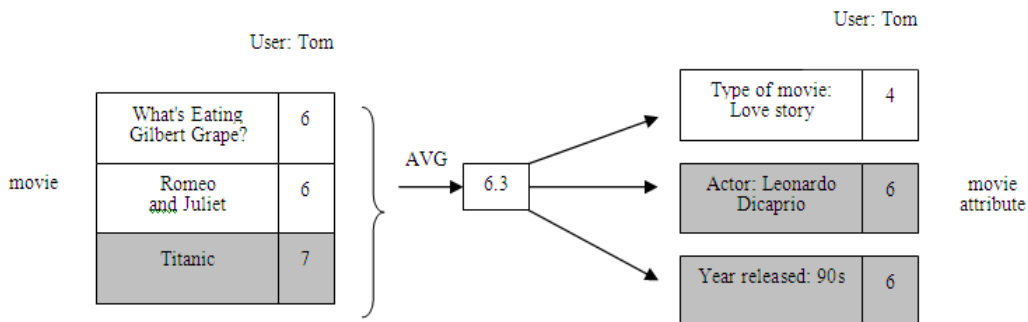 User: Tom
User: Tom
What's Eating
Gilbert Grape?
6
Romeo
and Juliet
6
Titanic
7
movie
AVG
6.3
Type of movie:
Love story
4
Actor: Leonardo
Dicaprio
6
Year released: 90s
6
movie
attribute